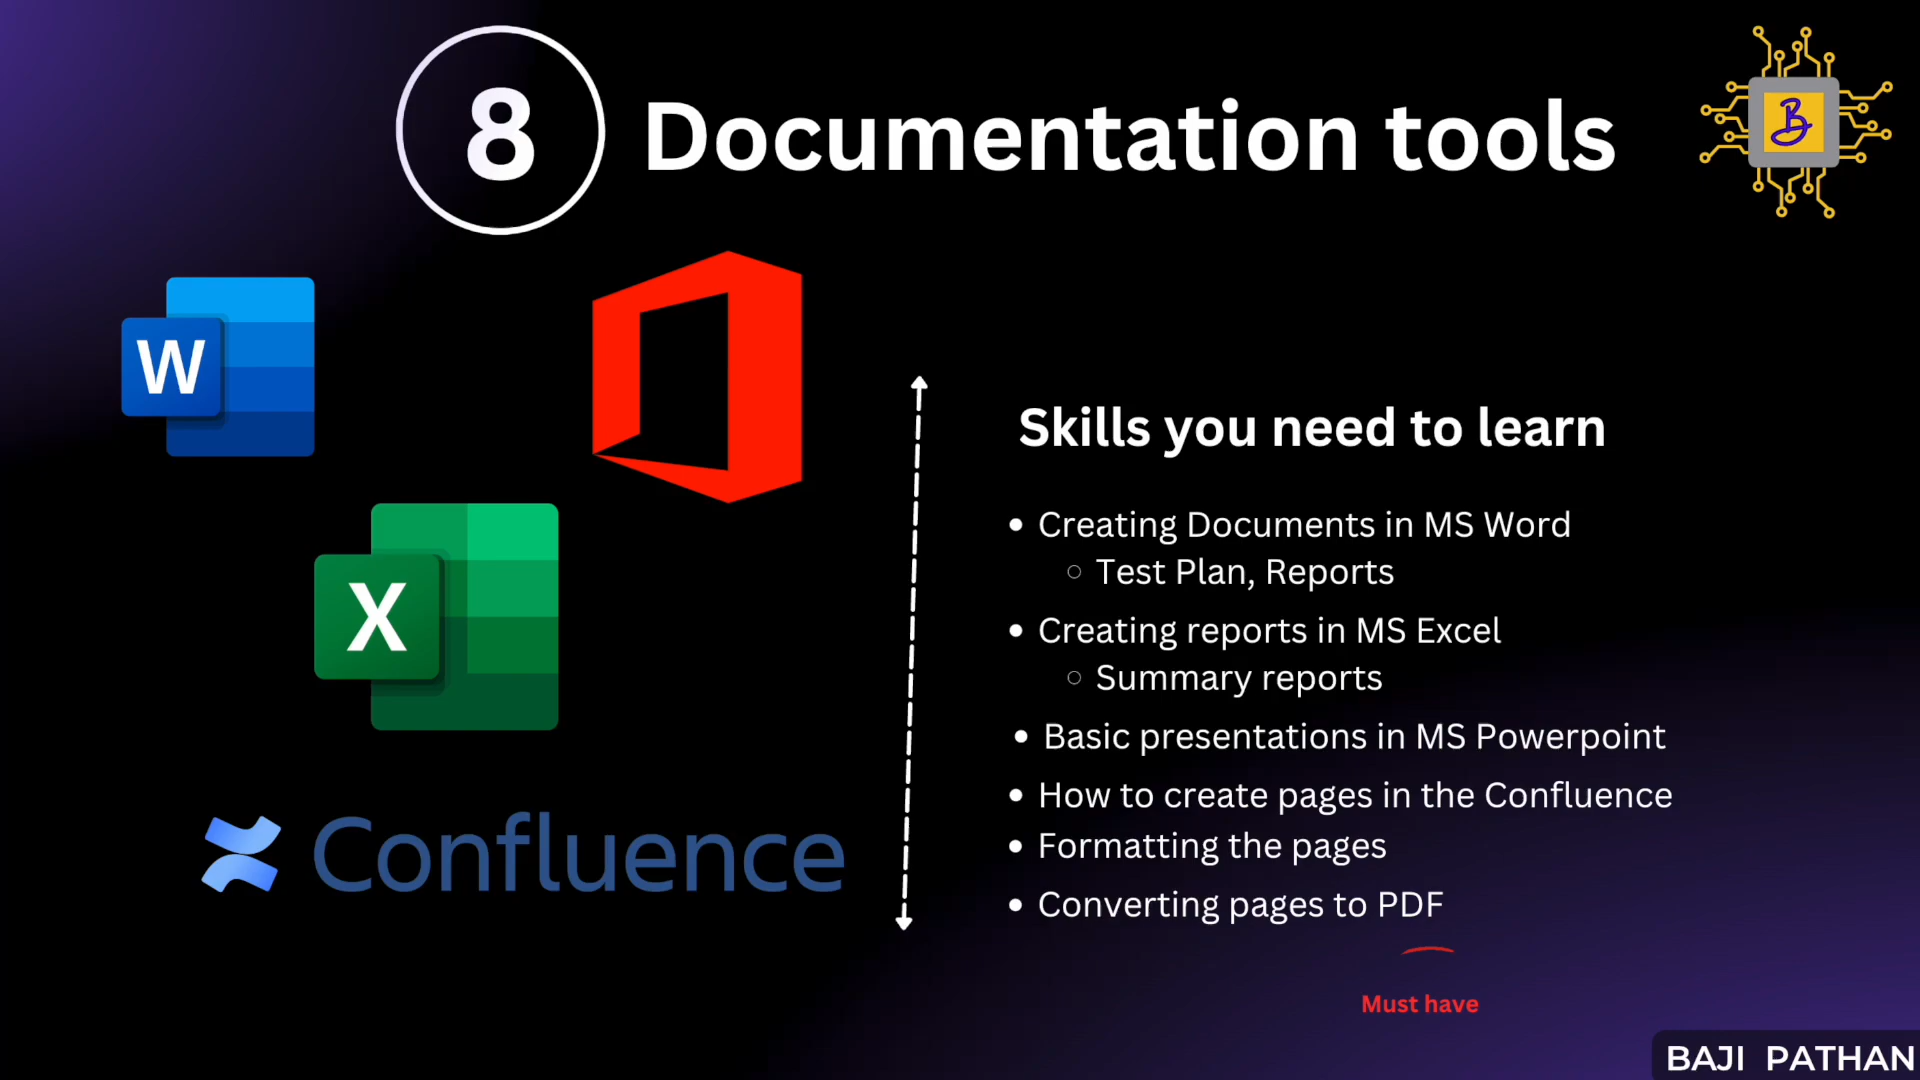 8
Documentation tools
B
W
X
Confluence
Skills you need to learn
• Creating Documents in MS Word
○ Test Plan, Reports
• Creating reports in MS Excel
○ Summary reports
• Basic presentations in MS Powerpoint
• How to create pages in the Confluence
• Formatting the pages
• Converting pages to PDF
Must have
BAJI PATHAN